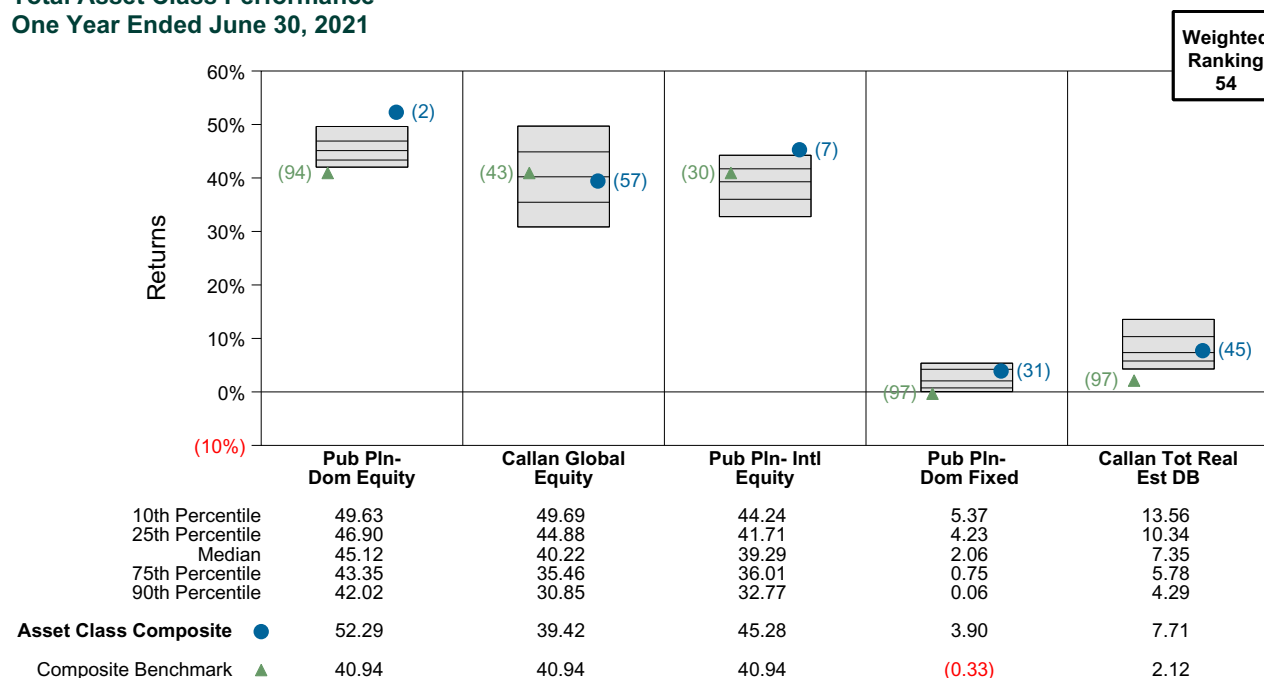 Total Asset Class Performance
One Year Ended June 30, 2021
Weighted
Ranking
54
60%
50%
40%
30%
20%
10%
0%
(10%)
Returns
(2)
(94)
(43)
(57)
(30)
(7)
(97)
(31)
(97)
(45)
Pub Pln-
Dom Equity
Callan Global
Equity
Pub Pln- Intl
Equity
Pub Pln-
Dom Fixed
Callan Tot Real
Est DB
10th Percentile 49.63 49.69 44.24 5.37 13.56
25th Percentile 46.90 44.88 41.71 4.23 10.34
Median 45.12 40.22 39.29 2.06 7.35
75th Percentile 43.35 35.46 36.01 0.75 5.78
90th Percentile 42.02 30.85 32.77 0.06 4.29
Asset Class Composite 52.29 39.42 45.28 3.90 7.71
Composite Benchmark 40.94 40.94 40.94 (0.33) 2.12